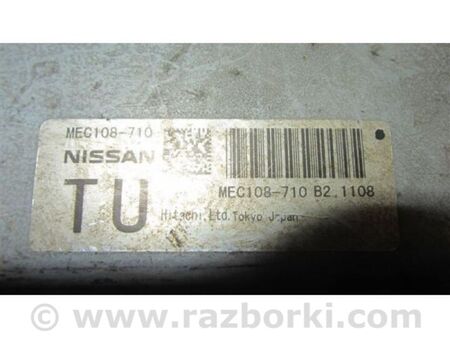 MEC108-710
NISSAN
TU
MEC108-710 B2.1108
Hitachi,Ltd.Tokyo Japan
© www.razborki.com